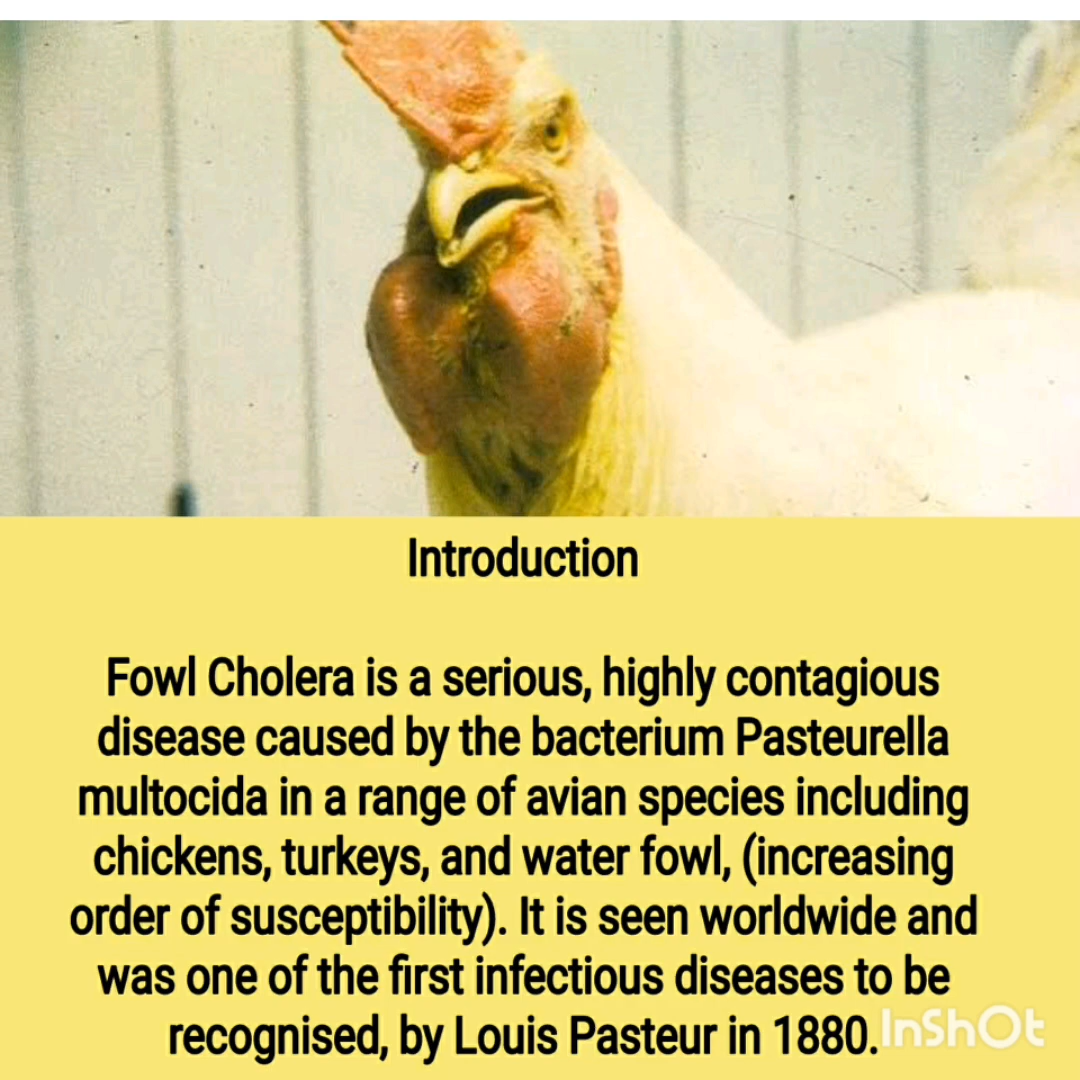 Introduction
Fowl Cholera is a serious, highly contagious
disease caused by the bacterium Pasteurella
multocida in a range of avian species including
chickens, turkeys, and water fowl, (increasing
order of susceptibility). It is seen worldwide and
was one of the first infectious diseases to be
recognised, by Louis Pasteur in 1880.
InShOt